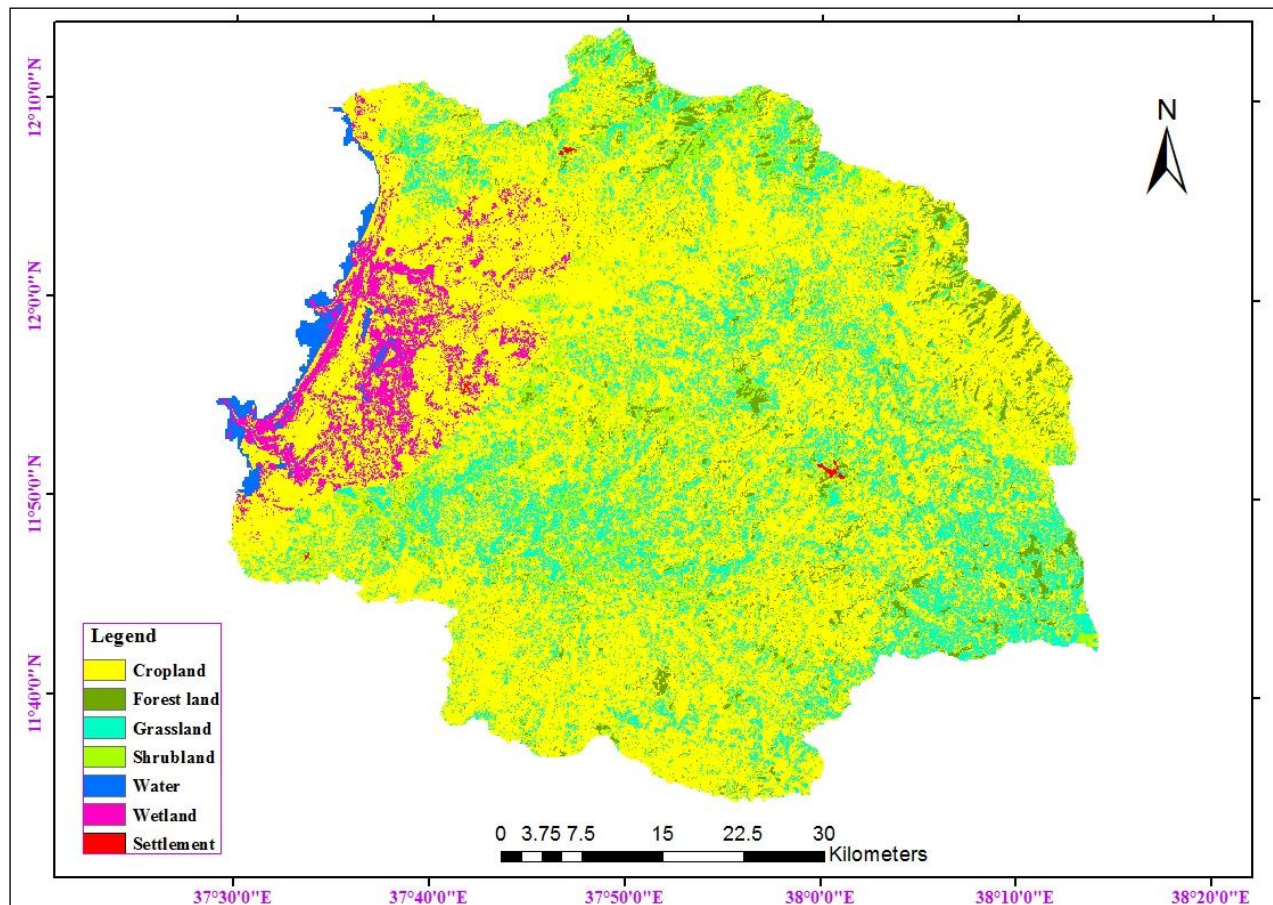 N
12°10'0"N
12°0'0"N
11°50'0"N
11°40'0"N
Legend
Cropland
Forest land
Grassland
Shrubland
Water
Wetland
Settlement
0 3.75 7.5 15 22.5 30
Kilometers
37°30'0"E 37°40'0"E 37°50'0"E 38°0'0"E 38°10'0"E 38°20'0"E